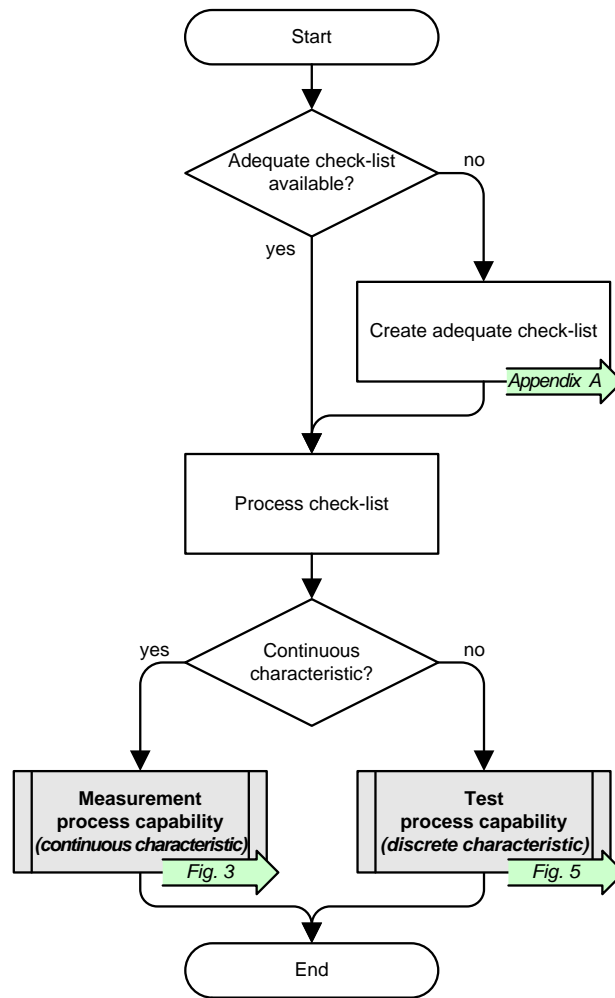 Start
Adequate check-list
available?
no
yes
Create adequate check-list
Appendix A
Process check-list
Continuous
characteristic?
yes
no
Measurement
process capability
(continuous characteristic)
Fig. 3
Test
process capability
(discrete characteristic)
Fig. 5
End